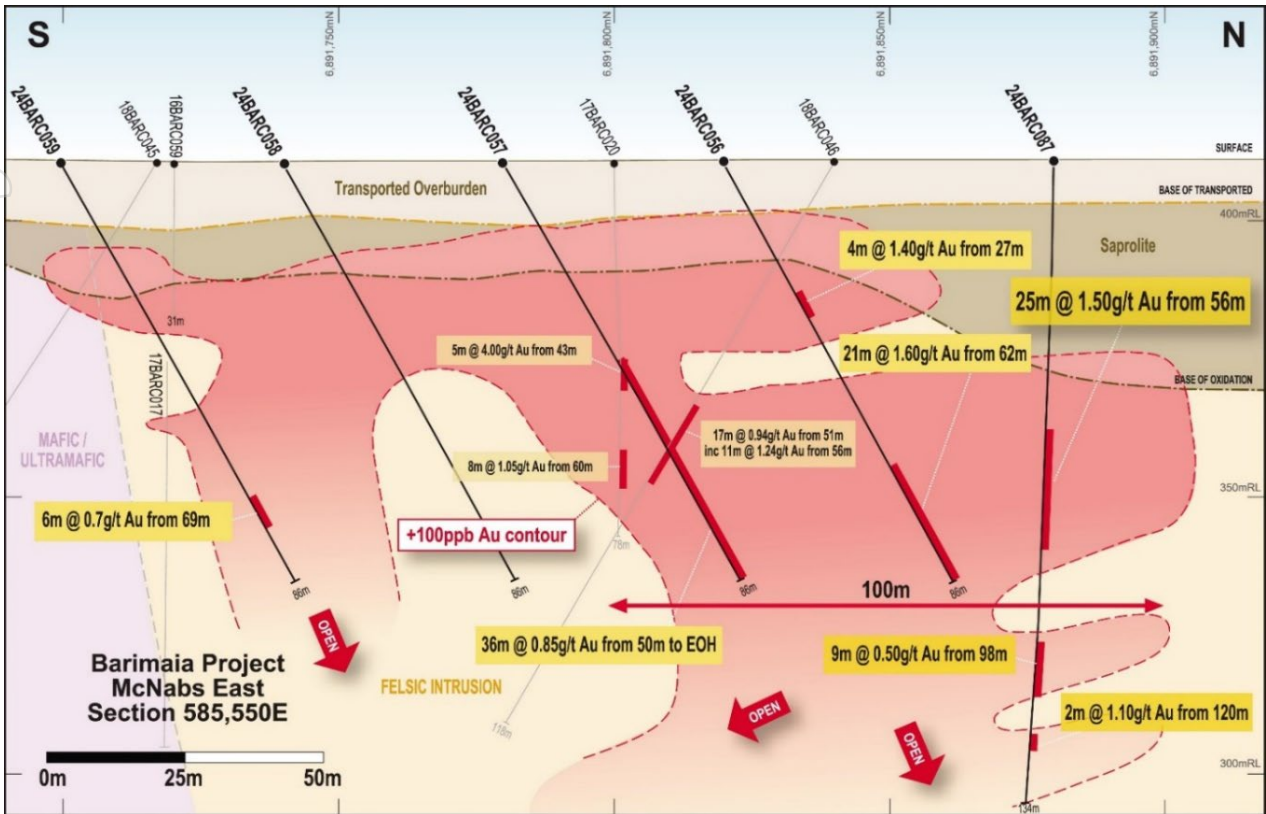 S
6,891,750mN
6,891,800mN
6,891,850mN
6,891,900mN
N
24BARC059
18BARC045
16BARC059
24BARC058
24BARC057
17BARC020
24BARC056
18BARC046
24BARC087
SURFACE
Transported Overburden
BASE OF TRANSPORTED
400mRL
Saprolite
4m @ 1.40g/t Au from 27m
25m @ 1.50g/t Au from 56m
31m
5m @ 4.00g/t Au from 43m
21m @ 1.60g/t Au from 62m
BASE OF OXIDATION
17BARC017
MAFIC /
ULTRAMAFIC
17m @ 0.94g/t Au from 51m
inc 11m @ 1.24g/t Au from 56m
8m @ 1.05g/t Au from 60m
350mRL
6m @ 0.7g/t Au from 69m
+100ppb Au contour
78m
86m
86m
86m
86m
100m
OPEN
36m @ 0.85g/t Au from 50m to EOH
9m @ 0.50g/t Au from 98m
Barimaia Project
McNabs East
Section 585,550E
FELSIC INTRUSION
OPEN
2m @ 1.10g/t Au from 120m
118m
OPEN
0m
25m
50m
300mRL
134m